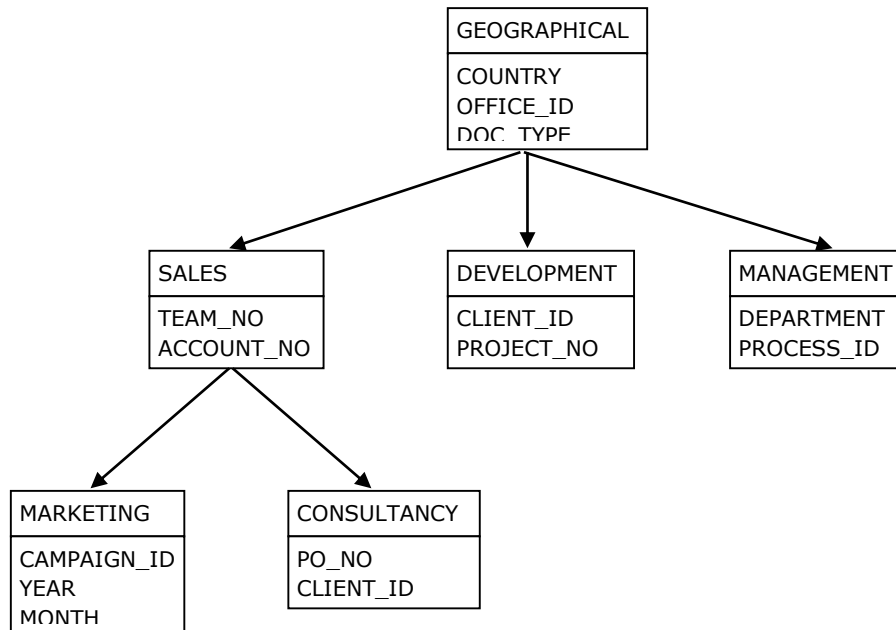 GEOGRAPHICAL
COUNTRY
OFFICE_ID
DOC_TYPE
SALES
TEAM_NO
ACCOUNT_NO
DEVELOPMENT
CLIENT_ID
PROJECT_NO
MANAGEMENT
DEPARTMENT
PROCESS_ID
MARKETING
CAMPAIGN_ID
YEAR
MONTH
CONSULTANCY
PO_NO
CLIENT_ID